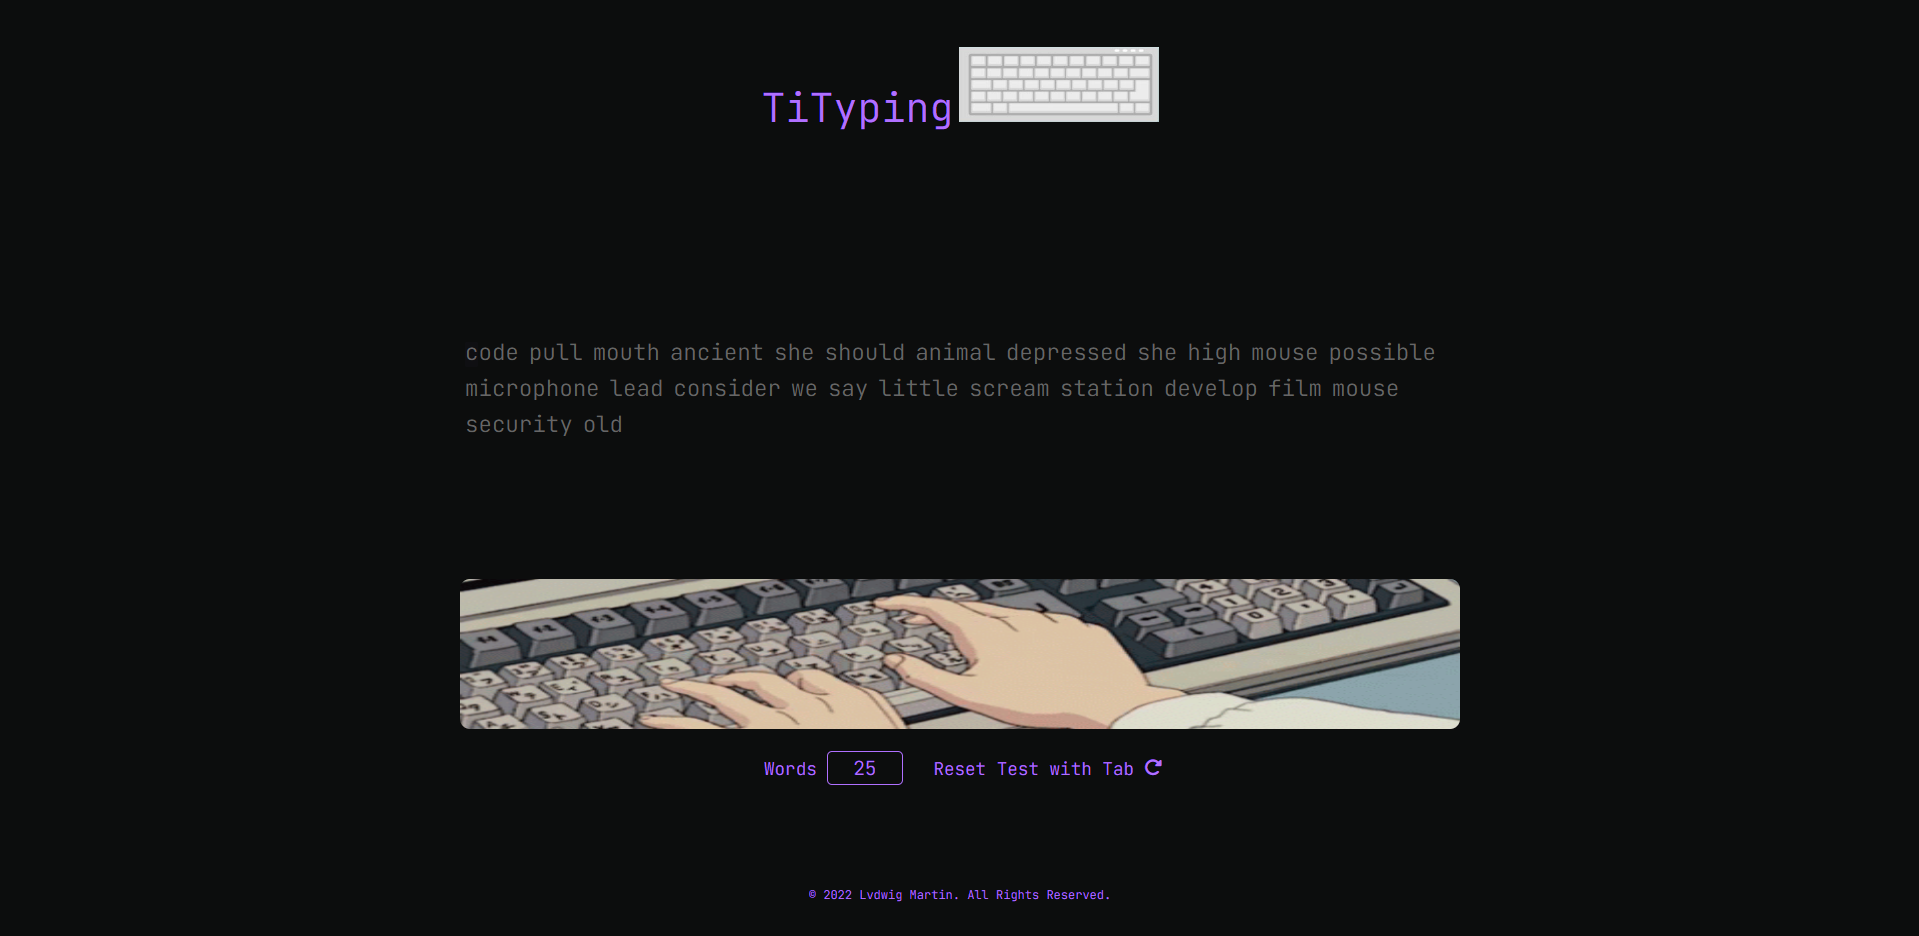 TiTyping
code pull mouth ancient she should animal depressed she high mouse possible
microphone lead consider we say little scream station develop film mouse
security old
Words 25 Reset Test with Tab
© 2022 Lvdwig Martin. All Rights Reserved.